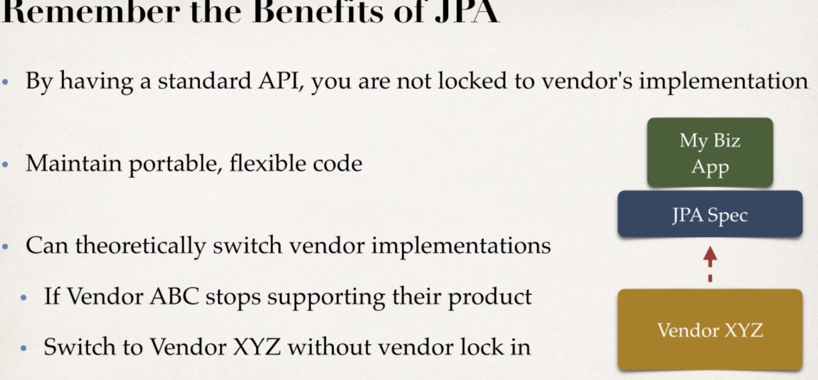 Remember the Benefits of JPA
By having a standard API, you are not locked to vendor's implementation
Maintain portable, flexible code
Can theoretically switch vendor implementations
If Vendor ABC stops supporting their product
Switch to Vendor XYZ without vendor lock in
My Biz
App
JPA Spec
Vendor XYZ